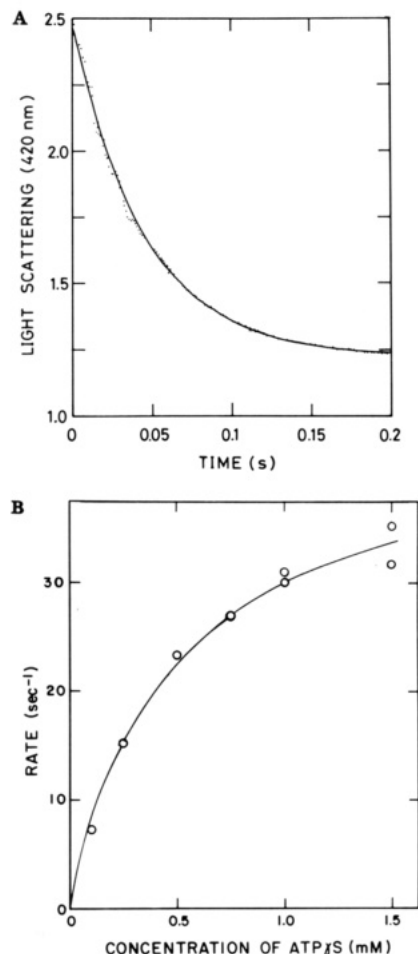 A
2.5
2.0
1.5
1.0
LIGHT SCATTERING (420 nm)
0 0.05 0.1 0.15 0.2
TIME (s)
B
30
20
10
0
RATE (sec⁻¹)
0 0.5 1.0 1.5
CONCENTRATION OF ATPγS (mM)